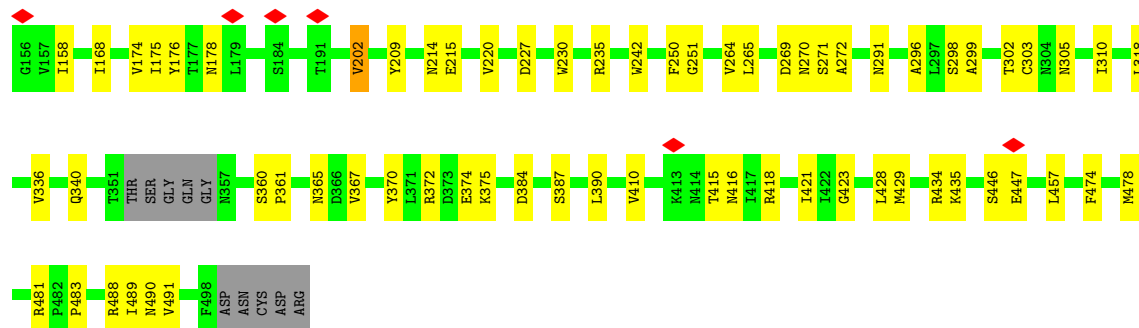 G156 V157 I158 I168 V174 I175 Y176 T177 N178 L179 S184 T191 V202 Y209 N214 E215 V220 D227 W230 R235 W242 F250 G251 V264 L265 D269 N270 S271 A272 N291 A296 L297 S298 A299 T302 C303 N304 N305 I310
V336 Q340 T351 THR SER GLY GLN GLY N357 S360 P361 N365 D366 V367 Y370 L371 R372 D373 E374 K375 D384 S387 L390 V410 K413 N414 T415 N416 I417 R418 I421 I422 G423 L428 M429 R434 K435 S446 E447 L457 F474 M478
R481 P482 P483 R488 I489 N490 V491 F498 ASP ASN CYS ASP ARG